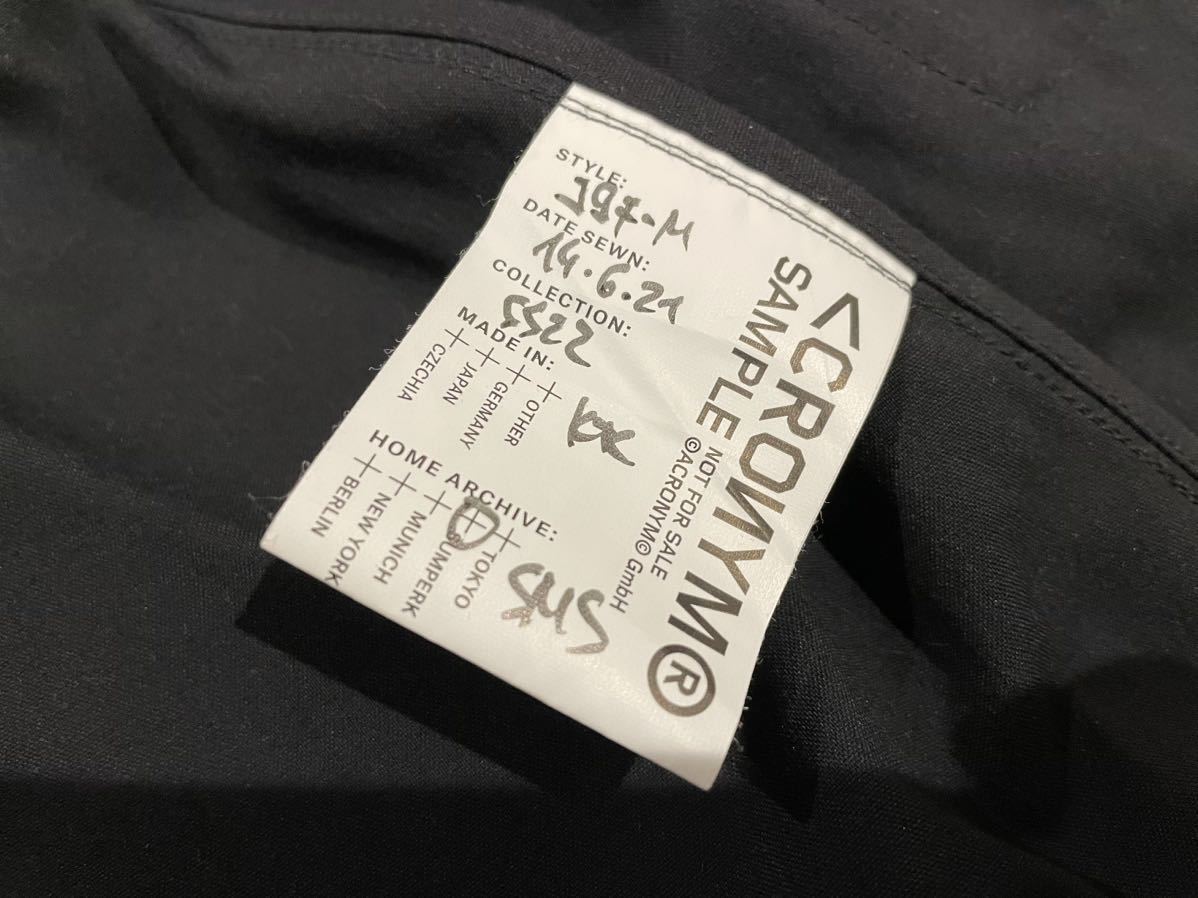 STYLE:
J97-M
DATE SEWN:
14.6.21
COLLECTION:
SS22
MADE IN:
OTHER
GERMANY
JAPAN
CZECHIA
HOME ARCHIVE:
TOKYO
SUMPERK
MUNICH
NEW YORK
BERLIN
<CROИYM®
SAMPLE
NOT FOR SALE
©ACRONYM© GmbH